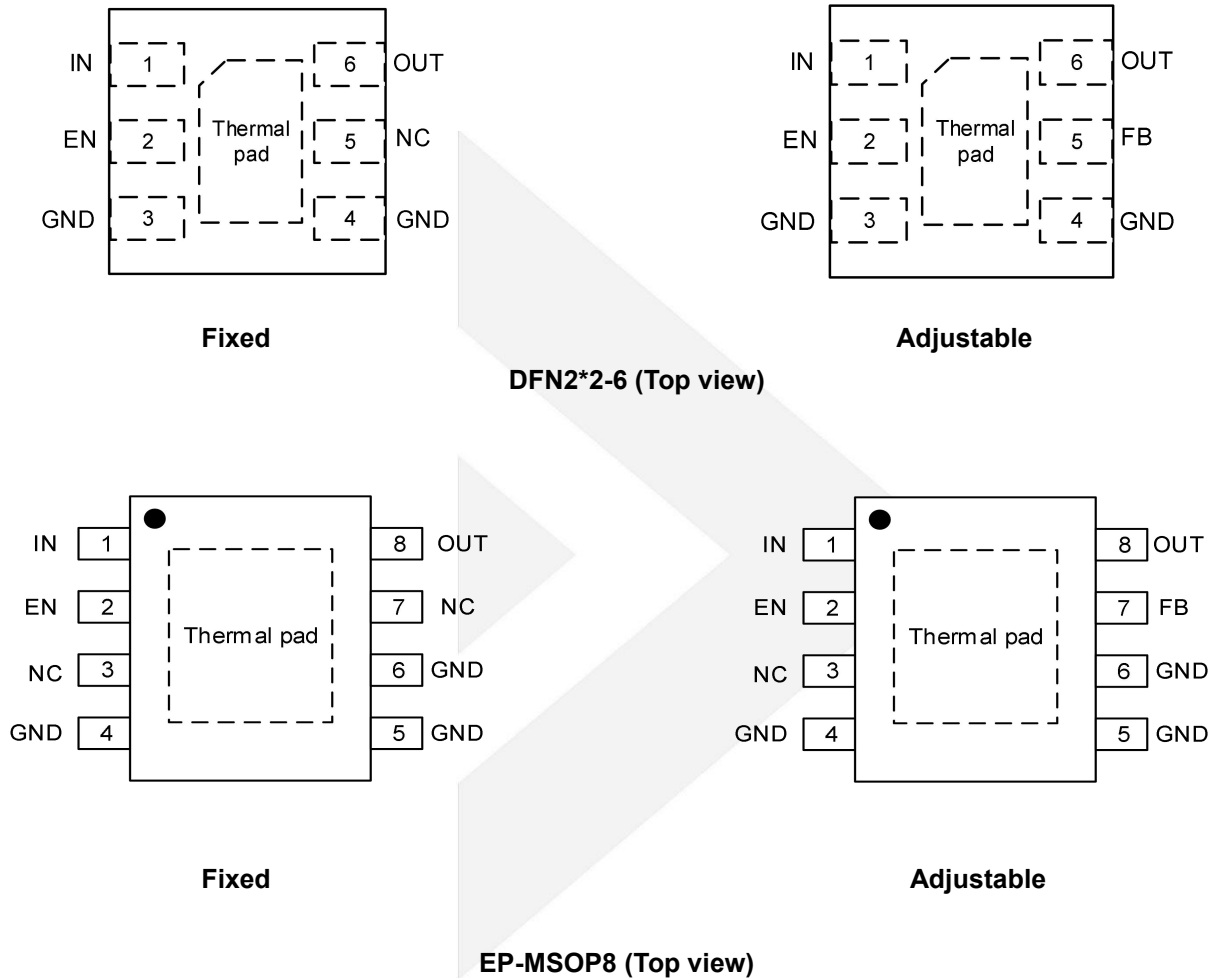 IN 1 6 OUT
EN 2 Thermal pad 5 NC
GND 3 4 GND
Fixed
IN 1 6 OUT
EN 2 Thermal pad 5 FB
GND 3 4 GND
Adjustable
DFN2*2-6 (Top view)
IN 1 8 OUT
EN 2 7 NC
Thermal pad
NC 3 6 GND
GND 4 5 GND
Fixed
IN 1 8 OUT
EN 2 7 FB
Thermal pad
NC 3 6 GND
GND 4 5 GND
Adjustable
EP-MSOP8 (Top view)